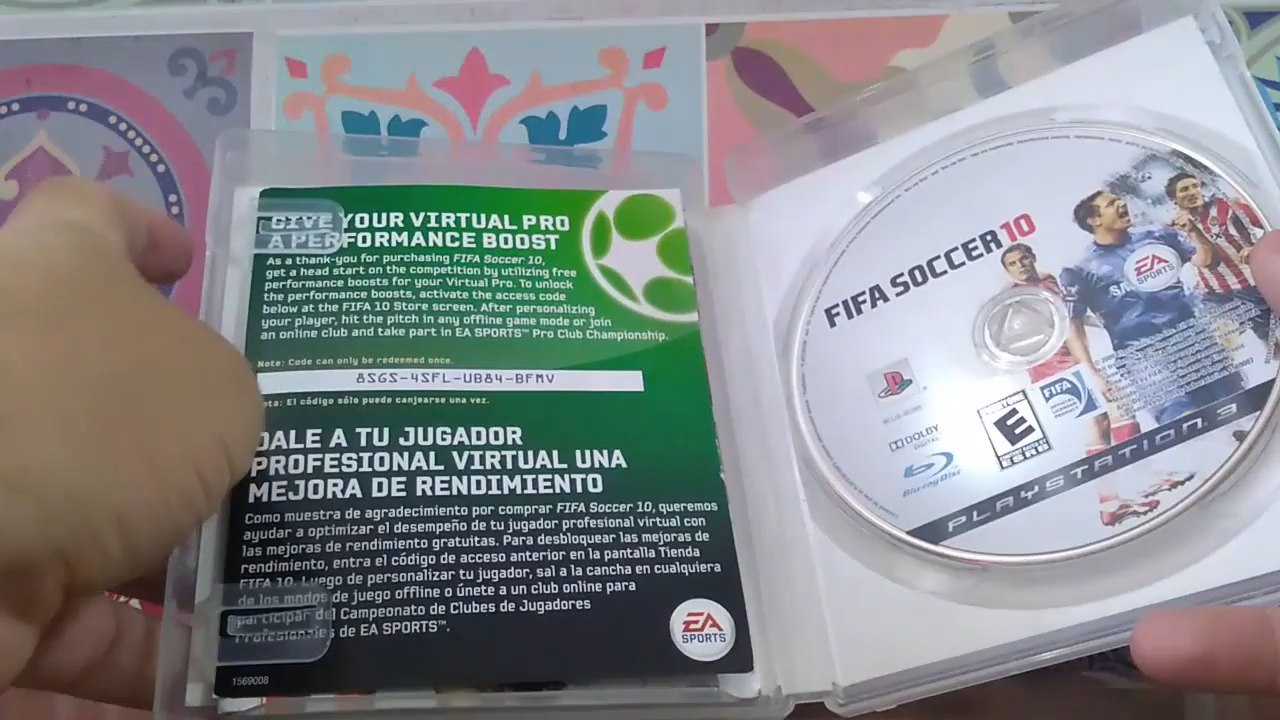 GIVE YOUR VIRTUAL PRO
A PERFORMANCE BOOST
As a thank-you for purchasing FIFA Soccer 10,
get a head start on the competition by utilizing free
performance boosts for your Virtual Pro. To unlock
the performance boosts, activate the access code
below at the FIFA 10 Store screen. After personalizing
your player, hit the pitch in any offline game mode or join
an online club and take part in EA SPORTS™ Pro Club Championship.
Note: Code can only be redeemed once.
8SGS-4SFL-UB84-BFMV
Nota: El código sólo puede canjearse una vez.
DALE A TU JUGADOR
PROFESIONAL VIRTUAL UNA
MEJORA DE RENDIMIENTO
Como muestra de agradecimiento por comprar FIFA Soccer 10, queremos
ayudar a optimizar el desempeño de tu jugador profesional virtual con
las mejoras de rendimiento gratuitas. Para desbloquear las mejoras de
rendimiento, entra el código de acceso anterior en la pantalla Tienda
FIFA 10. Luego de personalizar tu jugador, sal a la cancha en cualquiera
de los modos de juego offline o únete a un club online para
participar del Campeonato de Clubes de Jugadores
Profesionales de EA SPORTS™.
EA
SPORTS
1569008
FIFA SOCCER 10
EA
SPORTS
DOLBY
DIGITAL
Blu-ray Disc
EVERYONE
E
CONTENT RATED BY
ESRB
FIFA
OFFICIAL
LICENSED
PRODUCT
PLAYSTATION 3